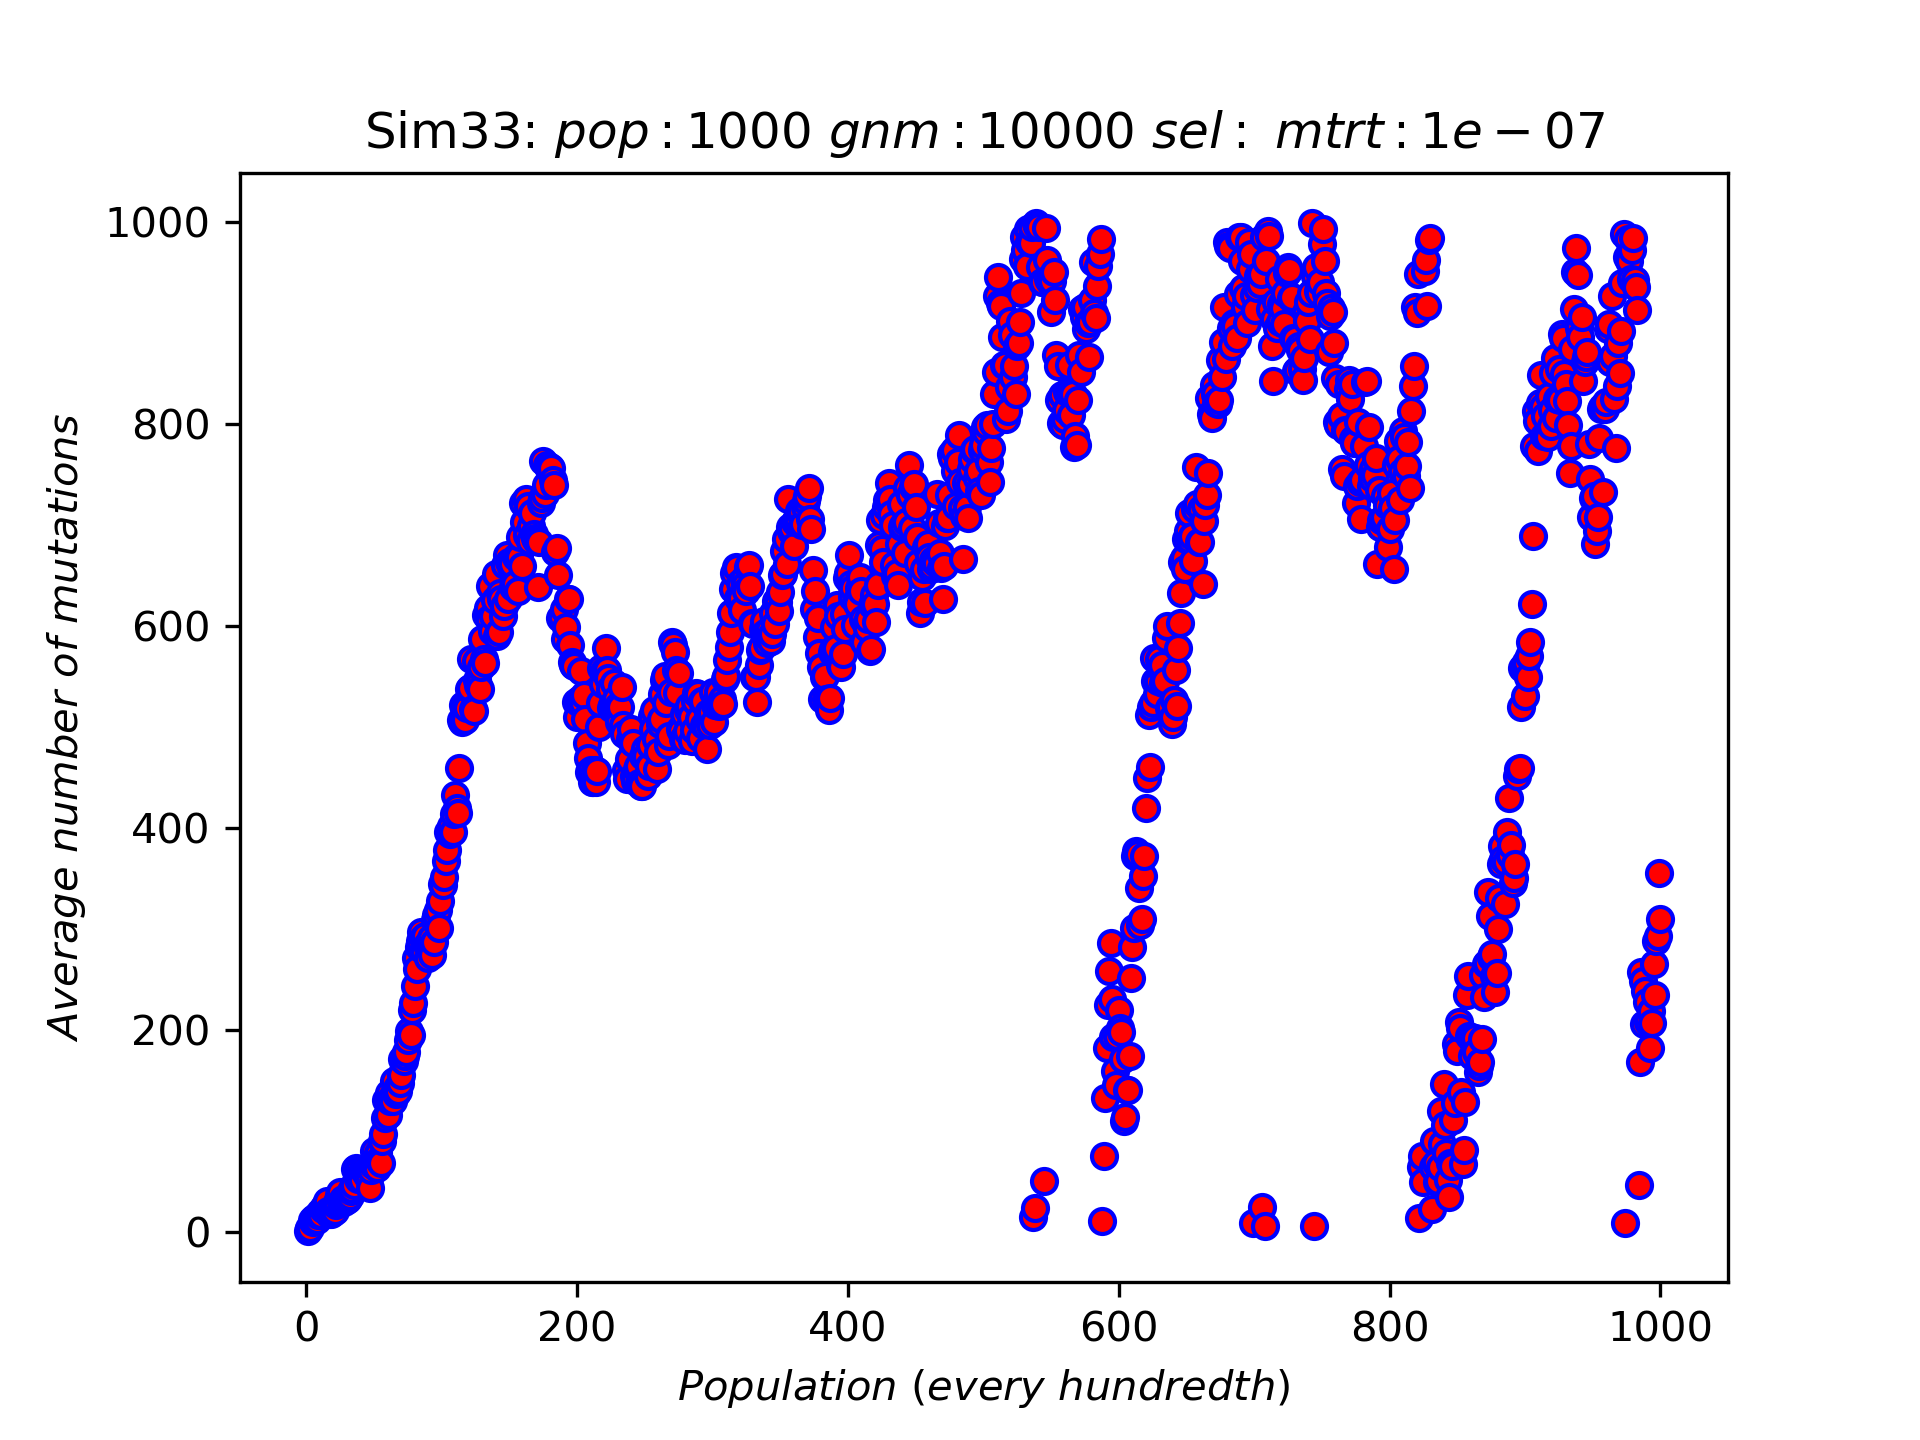 Sim33: pop : 1000 gnm : 10000 sel : mtrt : 1e − 07
1000
800
600
400
200
0
Average number of mutations
0 200 400 600 800 1000
Population (every hundredth)